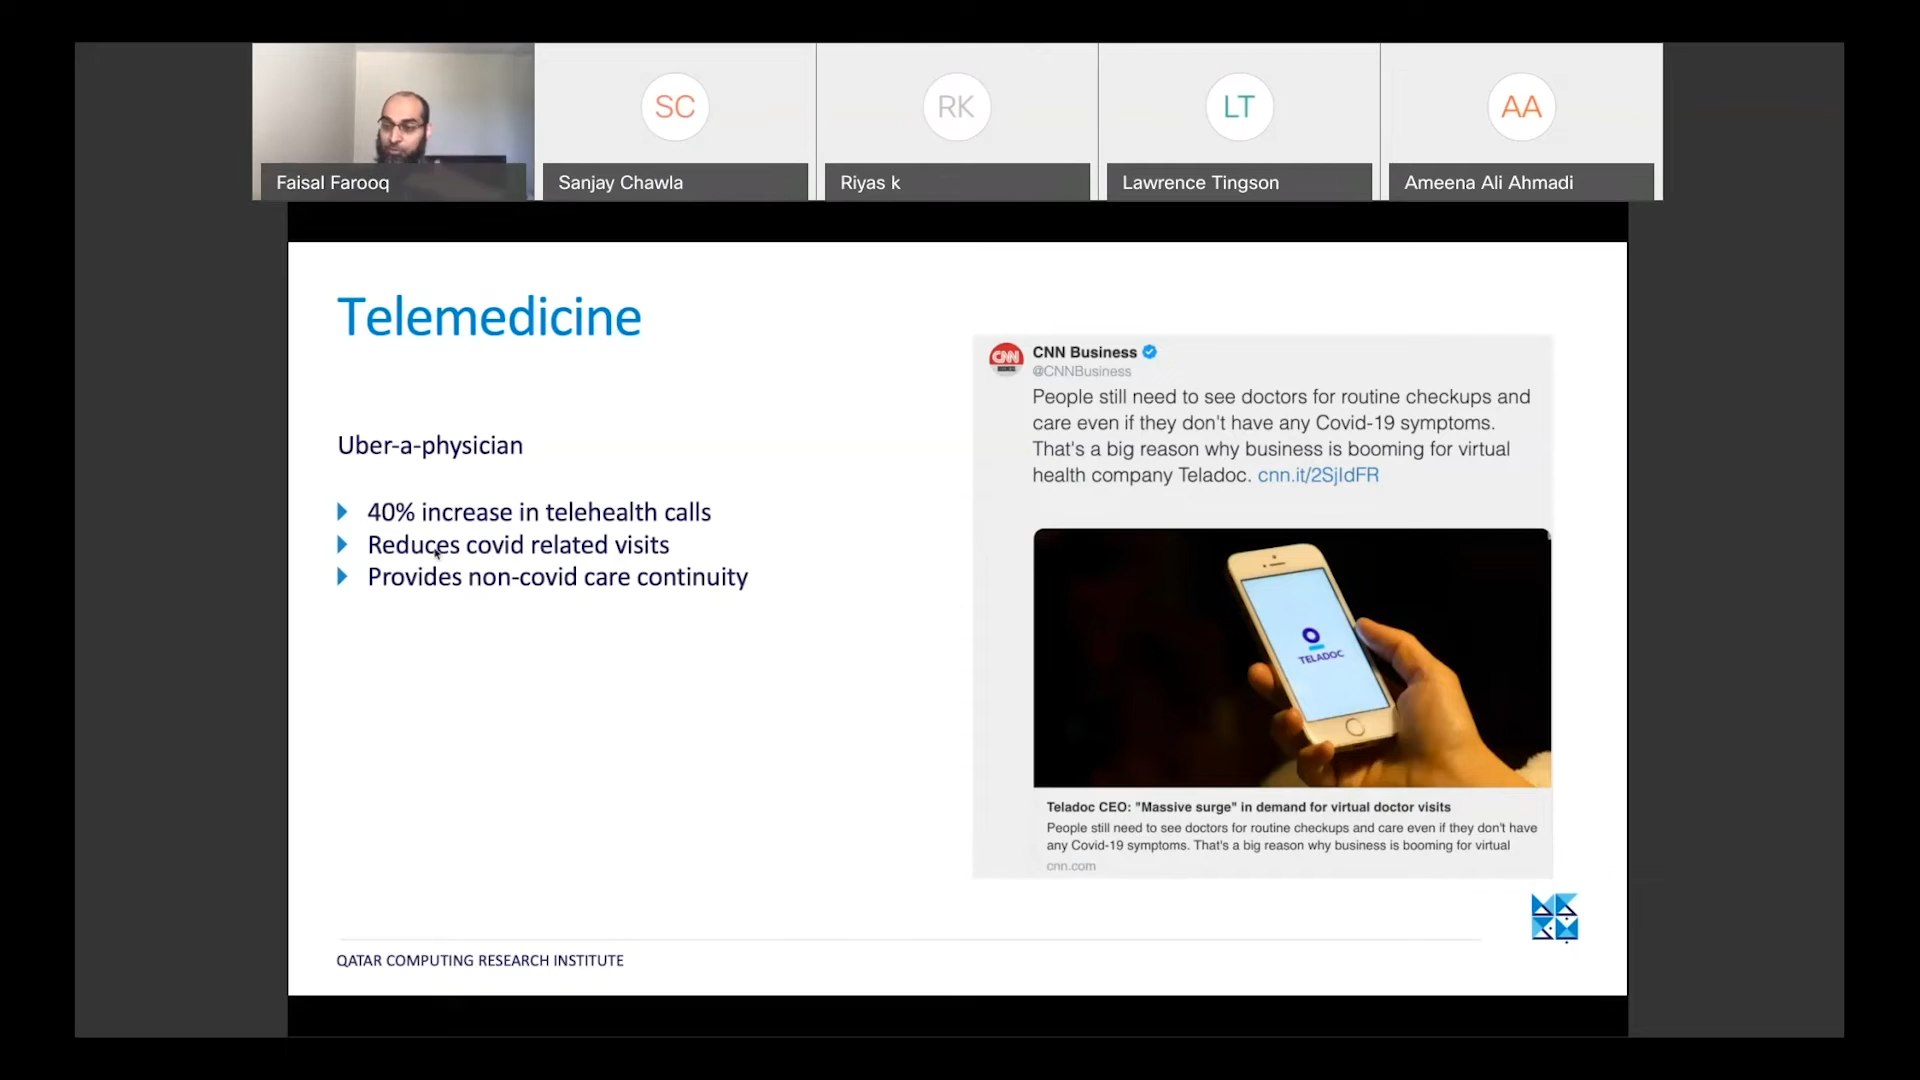 SC
RK
LT
AA
Faisal Farooq
Sanjay Chawla
Riyas k
Lawrence Tingson
Ameena Ali Ahmadi
Telemedicine
Uber-a-physician
40% increase in telehealth calls
Reduces covid related visits
Provides non-covid care continuity
CNN
BUSINESS
CNN Business
@CNNBusiness
People still need to see doctors for routine checkups and
care even if they don't have any Covid-19 symptoms.
That's a big reason why business is booming for virtual
health company Teladoc. cnn.it/2SjIdFR
TELADOC
Teladoc CEO: "Massive surge" in demand for virtual doctor visits
People still need to see doctors for routine checkups and care even if they don't have
any Covid-19 symptoms. That's a big reason why business is booming for virtual
cnn.com
QATAR COMPUTING RESEARCH INSTITUTE